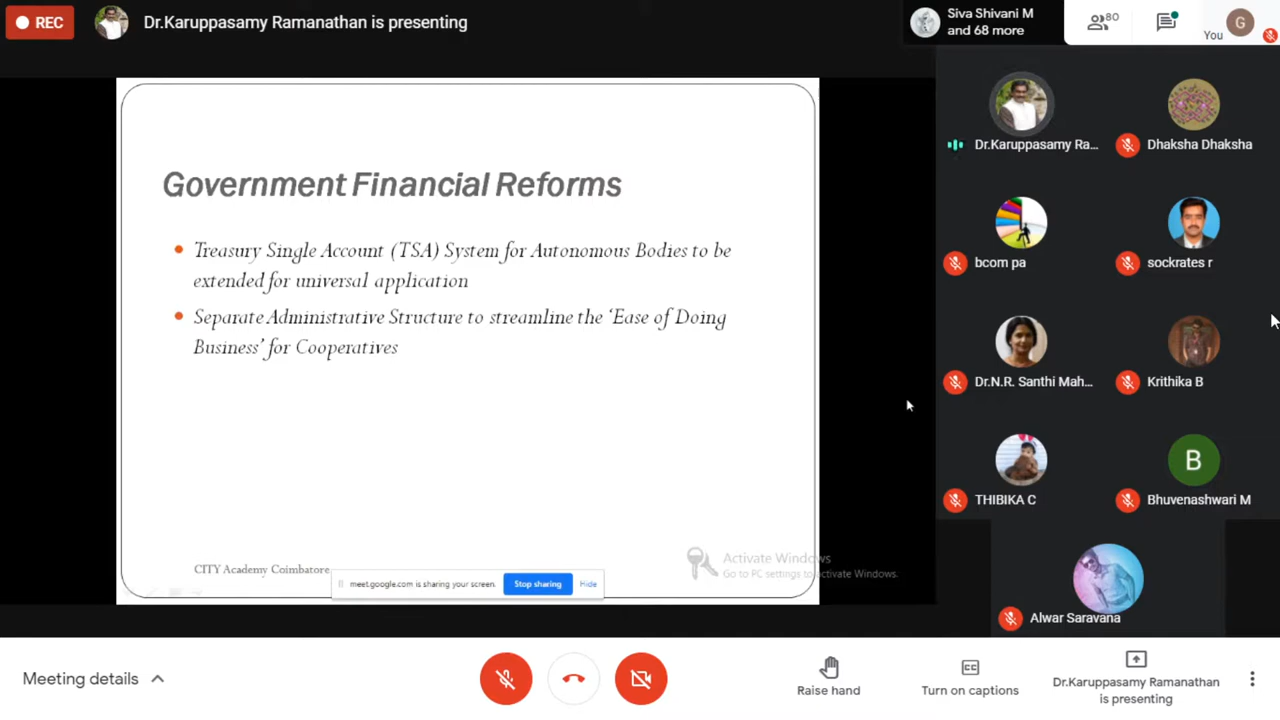 REC
Dr.Karuppasamy Ramanathan is presenting
Siva Shivani M
and 68 more
80
You
G
Government Financial Reforms
Treasury Single Account (TSA) System for Autonomous Bodies to be
extended for universal application
Separate Administrative Structure to streamline the ‘Ease of Doing
Business’ for Cooperatives
CITY Academy Coimbatore
meet.google.com is sharing your screen.
Stop sharing
Hide
Activate Windows
Go to PC settings to activate Windows.
Dr.Karuppasamy Ra...
Dhaksha Dhaksha
bcom pa
sockrates r
Dr.N.R. Santhi Mah...
Krithika B
B
THIBIKA C
Bhuvenashwari M
Alwar Saravana
Meeting details
Raise hand
CC
Turn on captions
Dr.Karuppasamy Ramanathan
is presenting